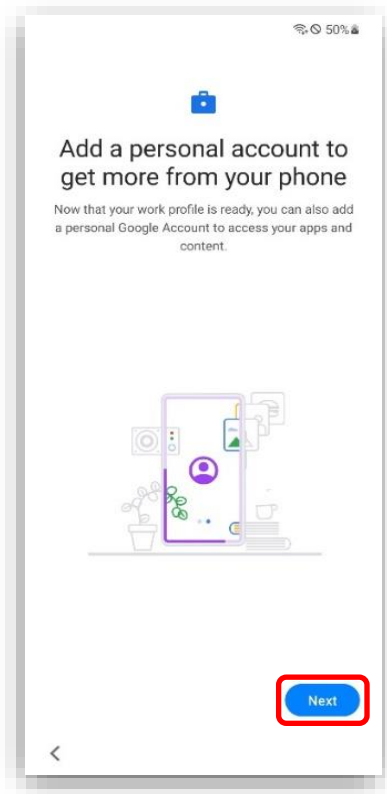 50%
Add a personal account to
get more from your phone
Now that your work profile is ready, you can also add
a personal Google Account to access your apps and
content.
Next